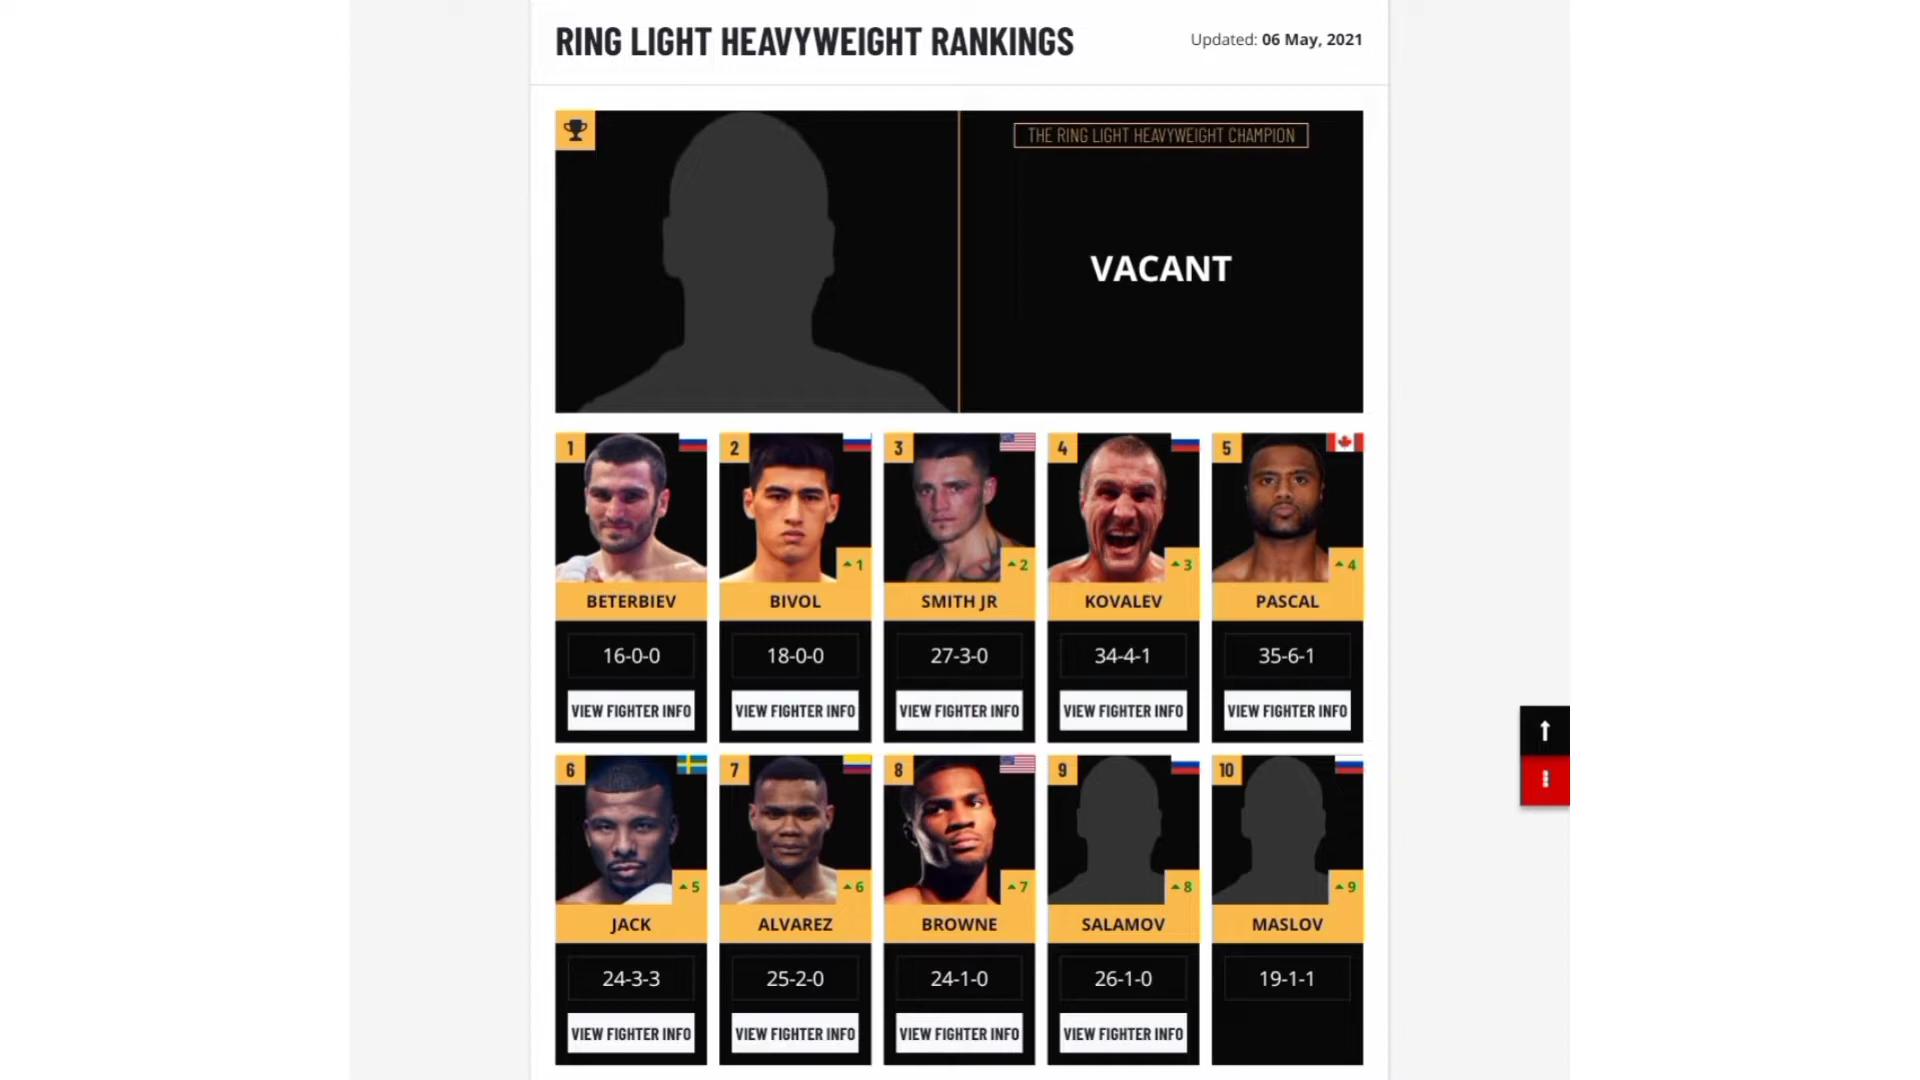 RING LIGHT HEAVYWEIGHT RANKINGS
Updated: 06 May, 2021
THE RING LIGHT HEAVYWEIGHT CHAMPION
VACANT
1 2 3 4 5
1 2 3 4
BETERBIEV BIVOL SMITH JR KOVALEV PASCAL
16-0-0 18-0-0 27-3-0 34-4-1 35-6-1
VIEW FIGHTER INFO VIEW FIGHTER INFO VIEW FIGHTER INFO VIEW FIGHTER INFO VIEW FIGHTER INFO
6 7 8 9 10
5 6 7 8 9
JACK ALVAREZ BROWNE SALAMOV MASLOV
24-3-3 25-2-0 24-1-0 26-1-0 19-1-1
VIEW FIGHTER INFO VIEW FIGHTER INFO VIEW FIGHTER INFO VIEW FIGHTER INFO